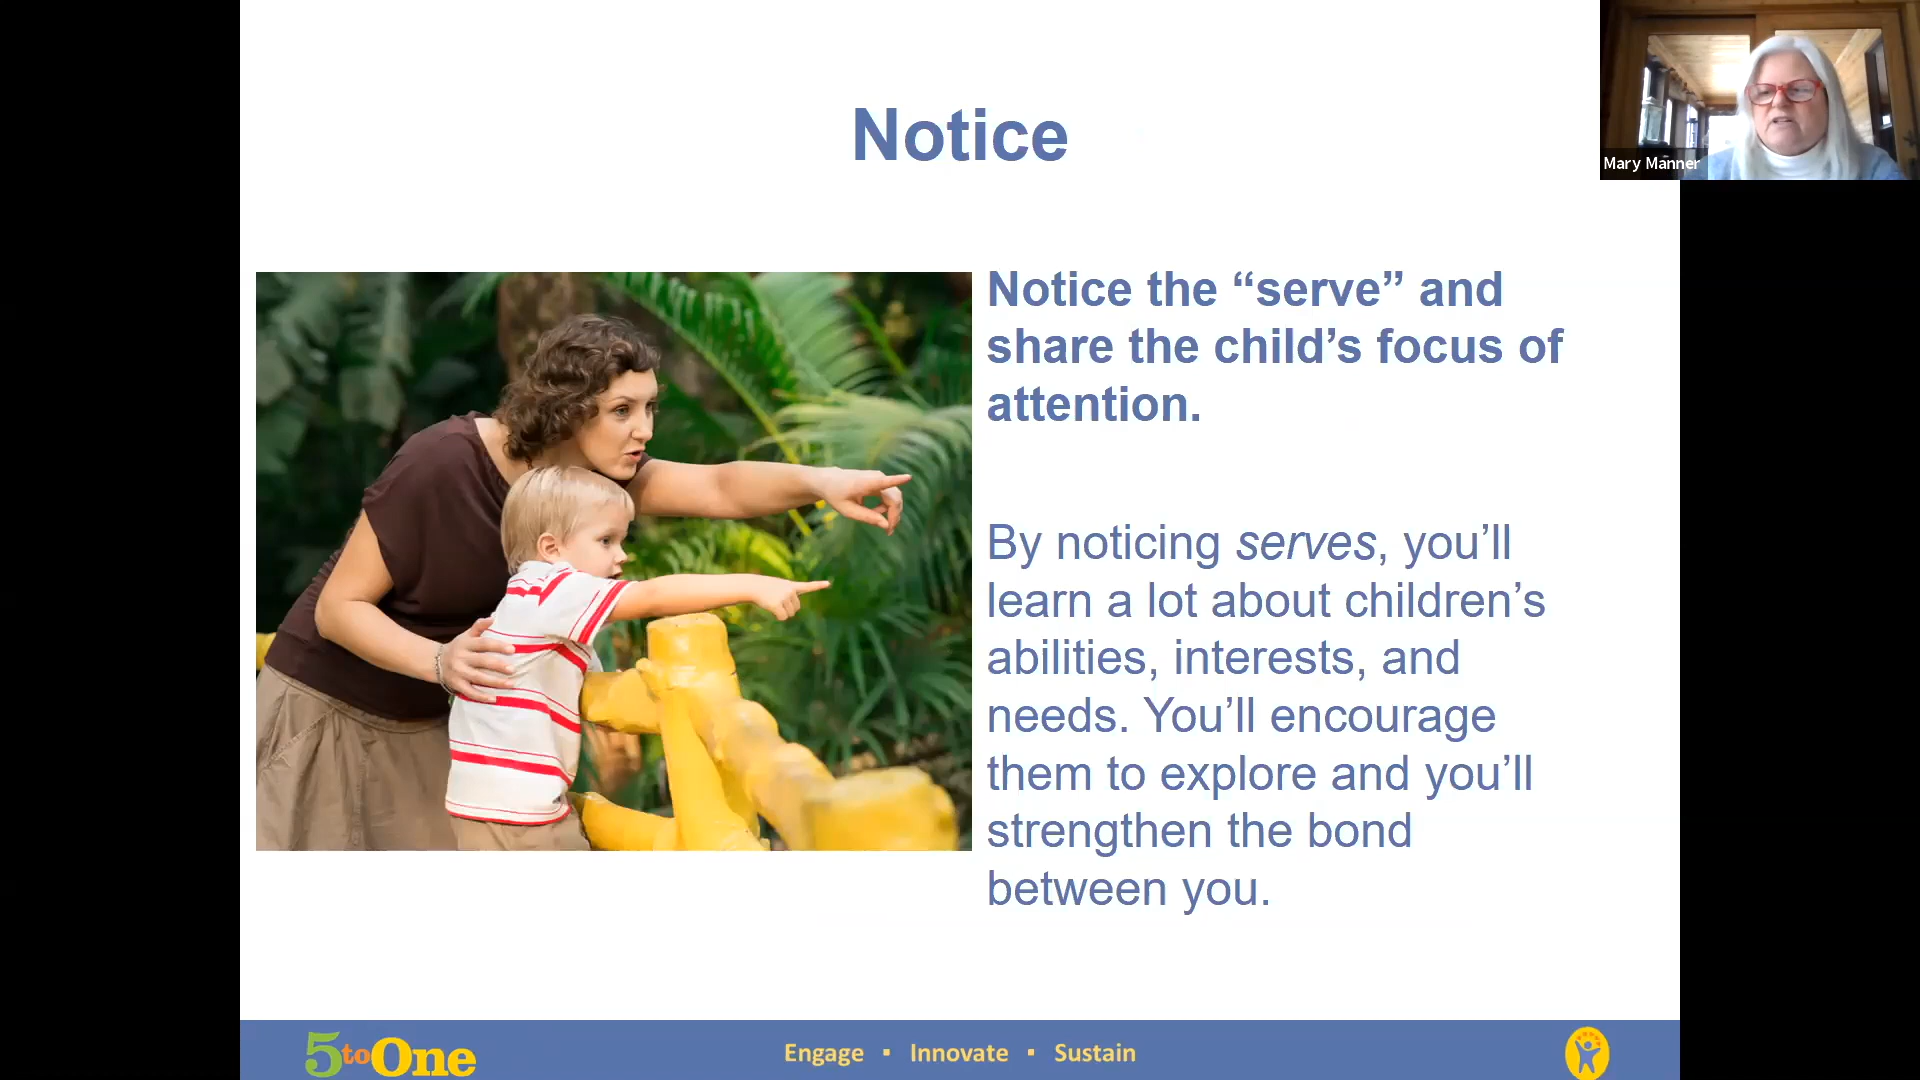 Notice
Mary Manner
Notice the “serve” and
share the child’s focus of
attention.
By noticing serves, you’ll
learn a lot about children’s
abilities, interests, and
needs. You’ll encourage
them to explore and you’ll
strengthen the bond
between you.
5toOne
Engage ▪ Innovate ▪ Sustain